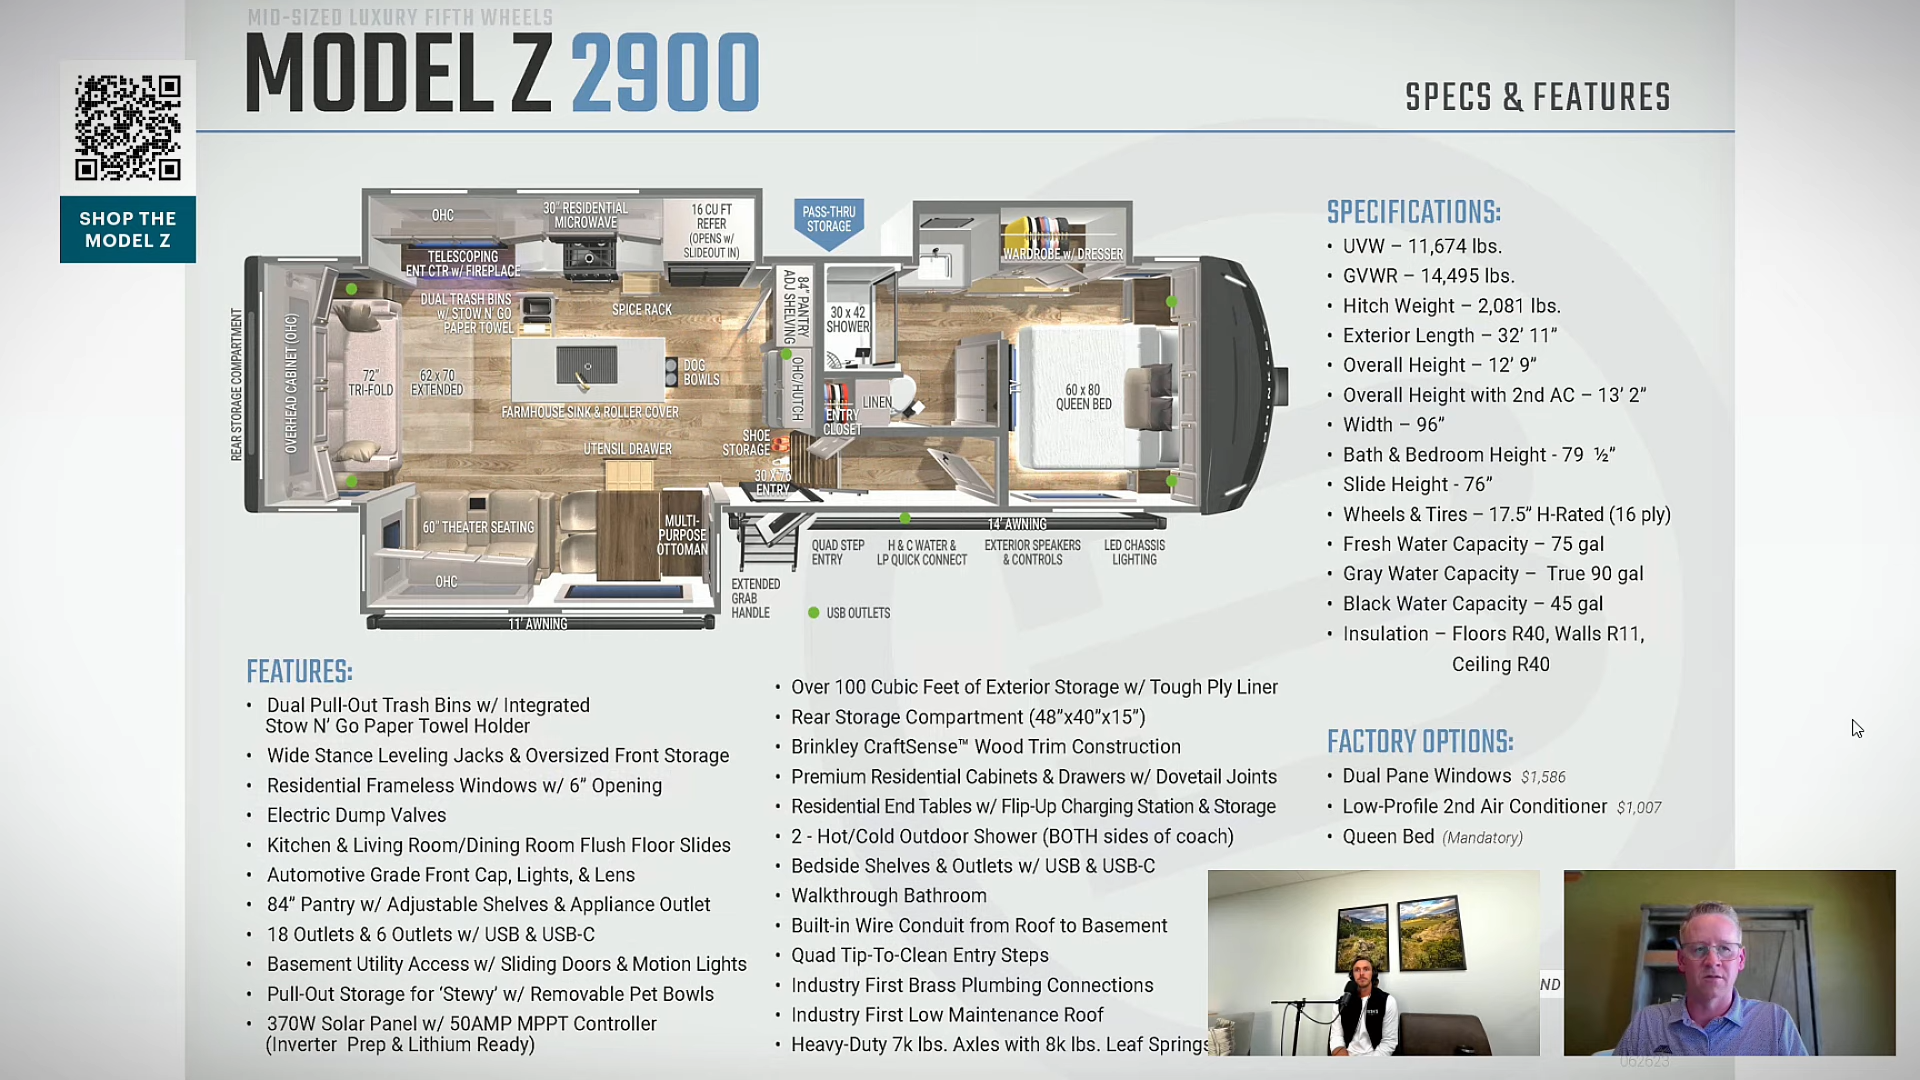 MID-SIZED LUXURY FIFTH WHEELS
MODEL Z 2900
SPECS & FEATURES
SHOP THE
MODEL Z
OHC
30" RESIDENTIAL
MICROWAVE
16 CU FT
REFER
(OPENS w/
SLIDEOUT IN)
PASS-THRU
STORAGE
TELESCOPING
ENT CTR w/ FIREPLACE
WARDROBE w/ DRESSER
DUAL TRASH BINS
w/ STOW N' GO
PAPER TOWEL
SPICE RACK
84" PANTRY
ADJ SHELVING
30 x 42
SHOWER
REAR STORAGE COMPARTMENT
OVERHEAD CABINET (OHC)
72"
TRI-FOLD
62 x 70
EXTENDED
DOG
BOWLS
OHC/HUTCH
TV
60 x 80
QUEEN BED
FARMHOUSE SINK & ROLLER COVER
LINEN
ENTRY
CLOSET
BRINKLEY
UTENSIL DRAWER
SHOE
STORAGE
30 X 76
ENTRY
60" THEATER SEATING
MULTI-
PURPOSE
OTTOMAN
14' AWNING
OHC
QUAD STEP
ENTRY
H & C WATER &
LP QUICK CONNECT
EXTERIOR SPEAKERS
& CONTROLS
LED CHASSIS
LIGHTING
EXTENDED
GRAB
HANDLE
USB OUTLETS
11' AWNING
SPECIFICATIONS:
• UVW – 11,674 lbs.
• GVWR – 14,495 lbs.
• Hitch Weight – 2,081 lbs.
• Exterior Length – 32’ 11”
• Overall Height – 12’ 9”
• Overall Height with 2nd AC – 13’ 2”
• Width – 96”
• Bath & Bedroom Height - 79 ½”
• Slide Height - 76”
• Wheels & Tires – 17.5” H-Rated (16 ply)
• Fresh Water Capacity – 75 gal
• Gray Water Capacity – True 90 gal
• Black Water Capacity – 45 gal
• Insulation – Floors R40, Walls R11,
Ceiling R40
FEATURES:
• Dual Pull-Out Trash Bins w/ Integrated
Stow N’ Go Paper Towel Holder
• Wide Stance Leveling Jacks & Oversized Front Storage
• Residential Frameless Windows w/ 6” Opening
• Electric Dump Valves
• Kitchen & Living Room/Dining Room Flush Floor Slides
• Automotive Grade Front Cap, Lights, & Lens
• 84” Pantry w/ Adjustable Shelves & Appliance Outlet
• 18 Outlets & 6 Outlets w/ USB & USB-C
• Basement Utility Access w/ Sliding Doors & Motion Lights
• Pull-Out Storage for ‘Stewy’ w/ Removable Pet Bowls
• 370W Solar Panel w/ 50AMP MPPT Controller
(Inverter Prep & Lithium Ready)
• Over 100 Cubic Feet of Exterior Storage w/ Tough Ply Liner
• Rear Storage Compartment (48”x40”x15”)
• Brinkley CraftSense™ Wood Trim Construction
• Premium Residential Cabinets & Drawers w/ Dovetail Joints
• Residential End Tables w/ Flip-Up Charging Station & Storage
• 2 - Hot/Cold Outdoor Shower (BOTH sides of coach)
• Bedside Shelves & Outlets w/ USB & USB-C
• Walkthrough Bathroom
• Built-in Wire Conduit from Roof to Basement
• Quad Tip-To-Clean Entry Steps
• Industry First Brass Plumbing Connections
• Industry First Low Maintenance Roof
• Heavy-Duty 7k lbs. Axles with 8k lbs. Leaf Springs
FACTORY OPTIONS:
• Dual Pane Windows $1,586
• Low-Profile 2nd Air Conditioner $1,007
• Queen Bed (Mandatory)
ND
062623